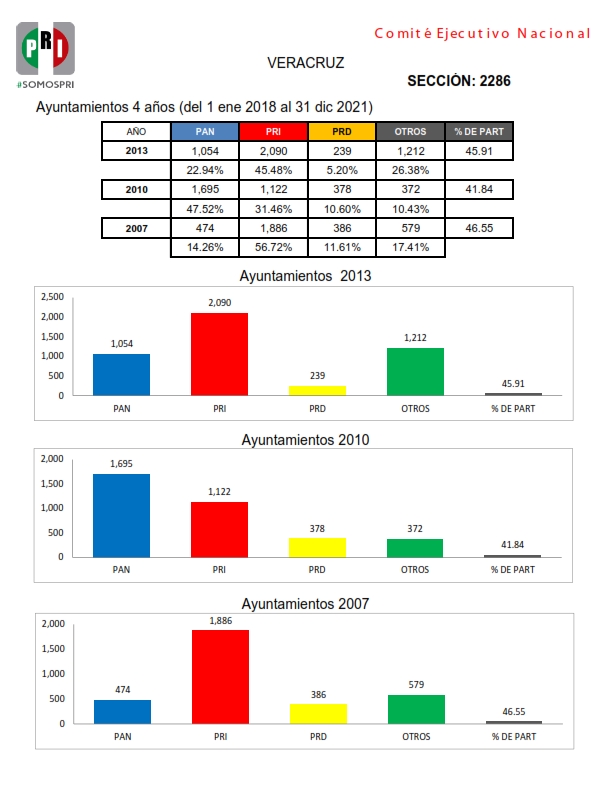 Comité Ejecutivo Nacional
PRI
#SOMOSPRI
VERACRUZ
SECCIÓN: 2286
Ayuntamientos 4 años (del 1 ene 2018 al 31 dic 2021)
AÑO PAN PRI PRD OTROS % DE PART
2013 1,054 2,090 239 1,212 45.91
22.94% 45.48% 5.20% 26.38%
2010 1,695 1,122 378 372 41.84
47.52% 31.46% 10.60% 10.43%
2007 474 1,886 386 579 46.55
14.26% 56.72% 11.61% 17.41%
Ayuntamientos 2013
2,500
2,000
1,500
1,000
500
0
1,054
2,090
239
1,212
45.91
PAN PRI PRD OTROS % DE PART
Ayuntamientos 2010
2,000
1,500
1,000
500
0
1,695
1,122
378
372
41.84
PAN PRI PRD OTROS % DE PART
Ayuntamientos 2007
2,000
1,500
1,000
500
0
474
1,886
386
579
46.55
PAN PRI PRD OTROS % DE PART